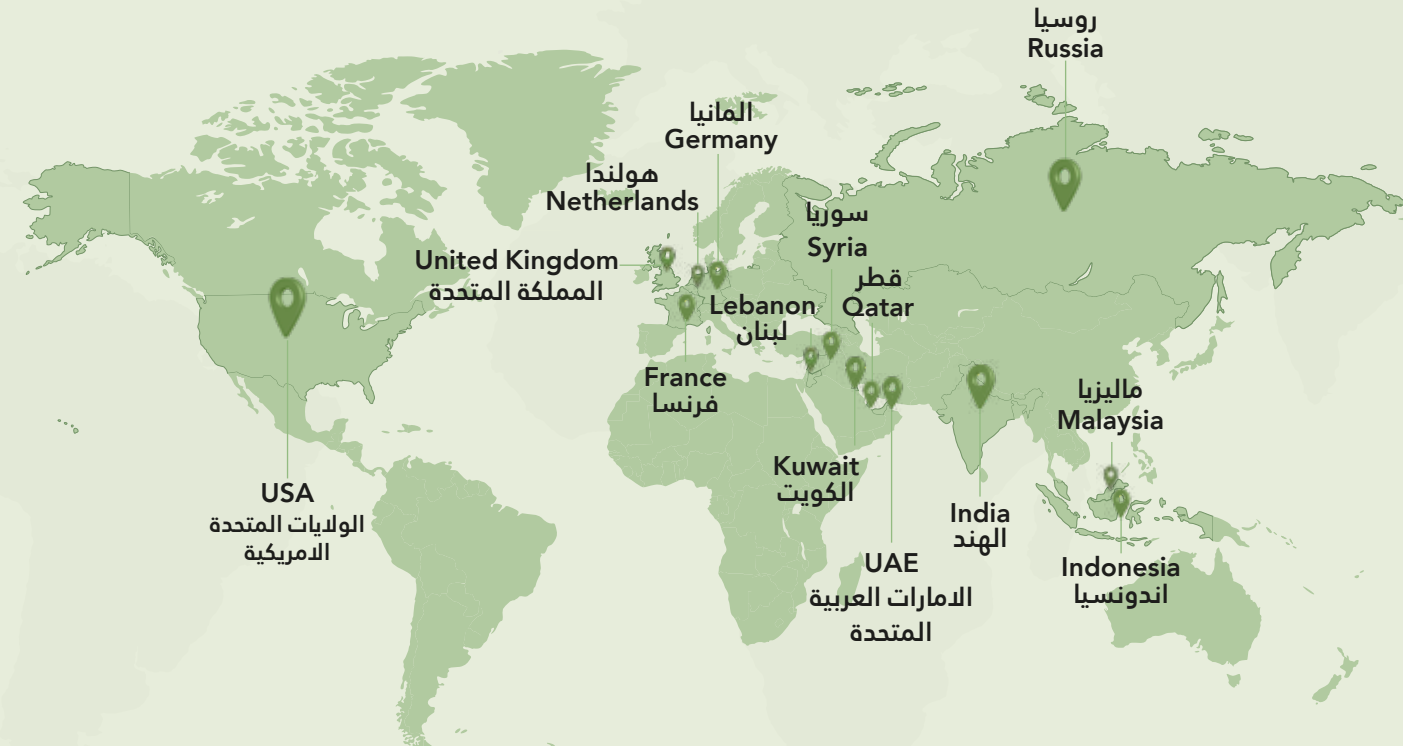 روسيا
Russia
المانيا
Germany
هولندا
Netherlands
سوريا
Syria
United Kingdom
المملكة المتحدة
قطر
Qatar
Lebanon
لبنان
France
فرنسا
ماليزيا
Malaysia
Kuwait
الكويت
USA
الولايات المتحدة
الامريكية
India
الهند
UAE
الامارات العربية
المتحدة
Indonesia
اندونسيا